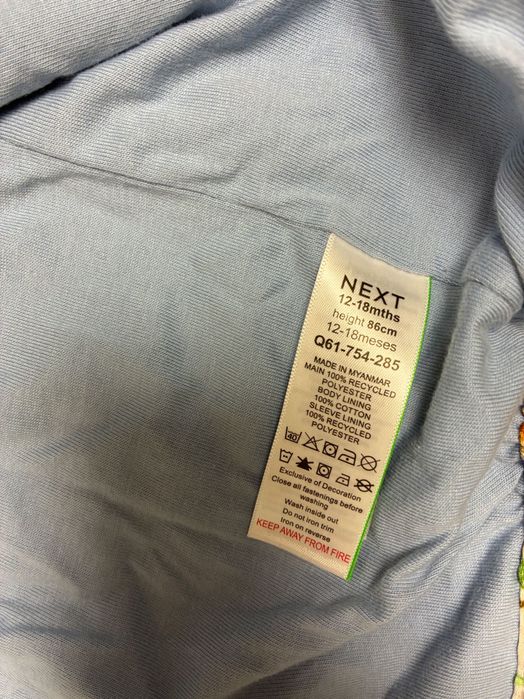 NEXT
12-18mths
height 86cm
12-18meses
Q61-754-285
MADE IN MYANMAR
MAIN 100% RECYCLED
POLYESTER
BODY LINING
100% COTTON
SLEEVE LINING
100% RECYCLED
POLYESTER
40
Exclusive of Decoration
Close all fastenings before
washing
Wash inside out
Do not iron trim
Iron on reverse
KEEP AWAY FROM FIRE